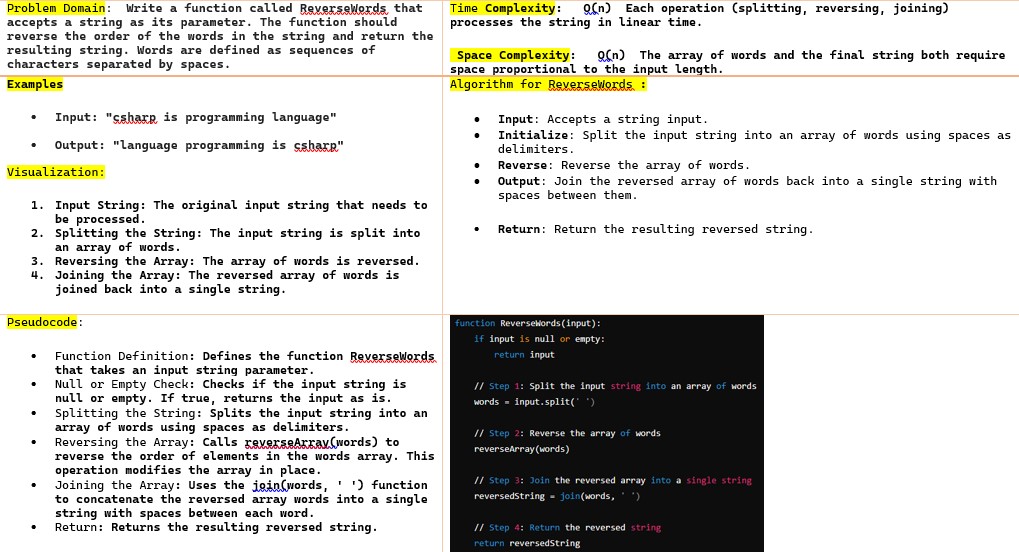 Problem Domain:  Write a function called ReverseWords that
accepts a string as its parameter. The function should
reverse the order of the words in the string and return the
resulting string. Words are defined as sequences of
characters separated by spaces.
Time Complexity:  O(n)  Each operation (splitting, reversing, joining)
processes the string in linear time.
Space Complexity:  O(n)  The array of words and the final string both require
space proportional to the input length.
Examples
• Input: "csharp is programming language"
• Output: "language programming is csharp"
Visualization:
1. Input String: The original input string that needs to
be processed.
2. Splitting the String: The input string is split into
an array of words.
3. Reversing the Array: The array of words is reversed.
4. Joining the Array: The reversed array of words is
joined back into a single string.
Algorithm for ReverseWords :
• Input: Accepts a string input.
• Initialize: Split the input string into an array of words using spaces as
delimiters.
• Reverse: Reverse the array of words.
• Output: Join the reversed array of words back into a single string with
spaces between them.
• Return: Return the resulting reversed string.
Pseudocode:
• Function Definition: Defines the function ReverseWords
that takes an input string parameter.
• Null or Empty Check: Checks if the input string is
null or empty. If true, returns the input as is.
• Splitting the String: Splits the input string into an
array of words using spaces as delimiters.
• Reversing the Array: Calls reverseArray(words) to
reverse the order of elements in the words array. This
operation modifies the array in place.
• Joining the Array: Uses the join(words, ' ') function
to concatenate the reversed array words into a single
string with spaces between each word.
• Return: Returns the resulting reversed string.
function ReverseWords(input):
if input is null or empty:
return input
// Step 1: Split the input string into an array of words
words = input.split(' ')
// Step 2: Reverse the array of words
reverseArray(words)
// Step 3: Join the reversed array into a single string
reversedString = join(words, ' ')
// Step 4: Return the reversed string
return reversedString